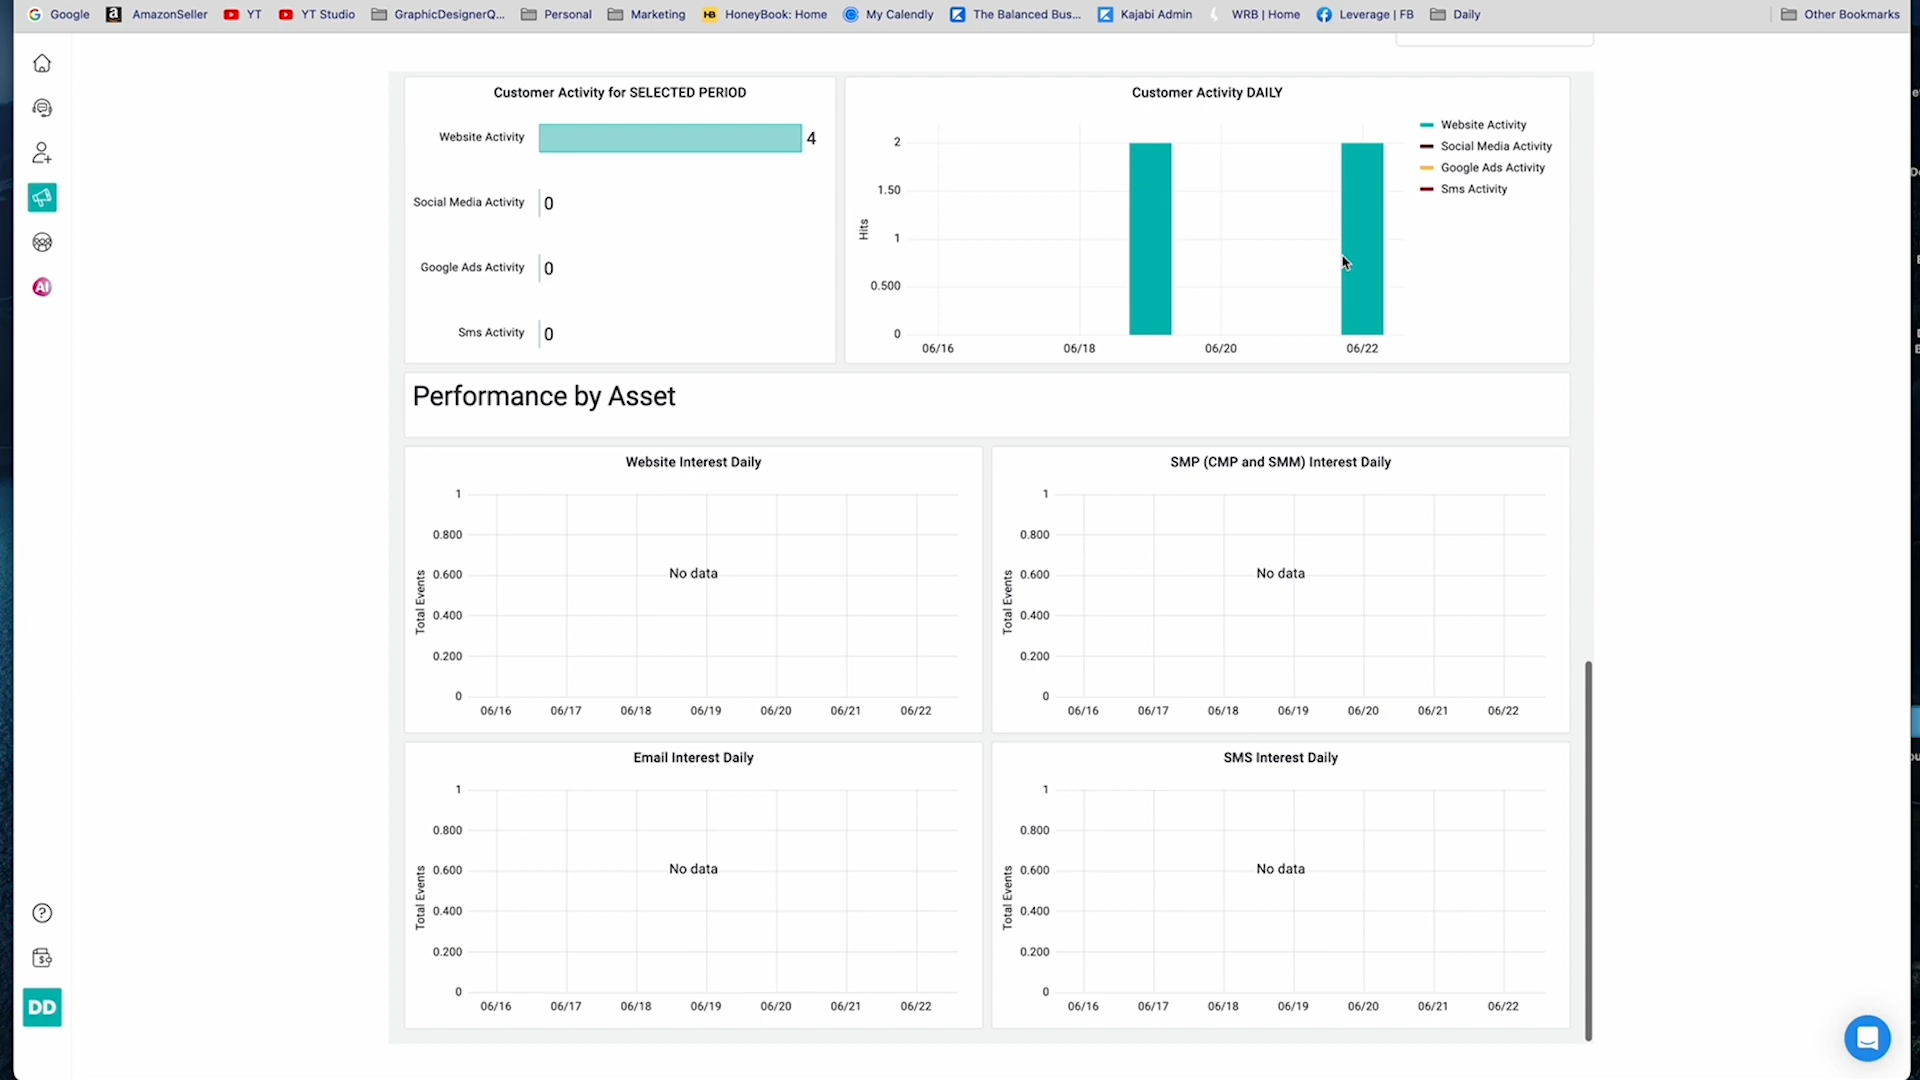 Google AmazonSeller YT YT Studio GraphicDesignerQ... Personal Marketing HB HoneyBook: Home My Calendly The Balanced Bus... Kajabi Admin WRB | Home Leverage | FB Daily Other Bookmarks
Customer Activity for SELECTED PERIOD
Website Activity 4
Social Media Activity 0
Google Ads Activity 0
Sms Activity 0
Customer Activity DAILY
Hits
2
1.50
1
0.500
0
06/16 06/18 06/20 06/22
Website Activity
Social Media Activity
Google Ads Activity
Sms Activity
Performance by Asset
Website Interest Daily
Total Events
1
0.800
0.600
0.400
0.200
0
No data
06/16 06/17 06/18 06/19 06/20 06/21 06/22
SMP (CMP and SMM) Interest Daily
Total Events
1
0.800
0.600
0.400
0.200
0
No data
06/16 06/17 06/18 06/19 06/20 06/21 06/22
Email Interest Daily
Total Events
1
0.800
0.600
0.400
0.200
0
No data
06/16 06/17 06/18 06/19 06/20 06/21 06/22
SMS Interest Daily
Total Events
1
0.800
0.600
0.400
0.200
0
No data
06/16 06/17 06/18 06/19 06/20 06/21 06/22
AI
DD